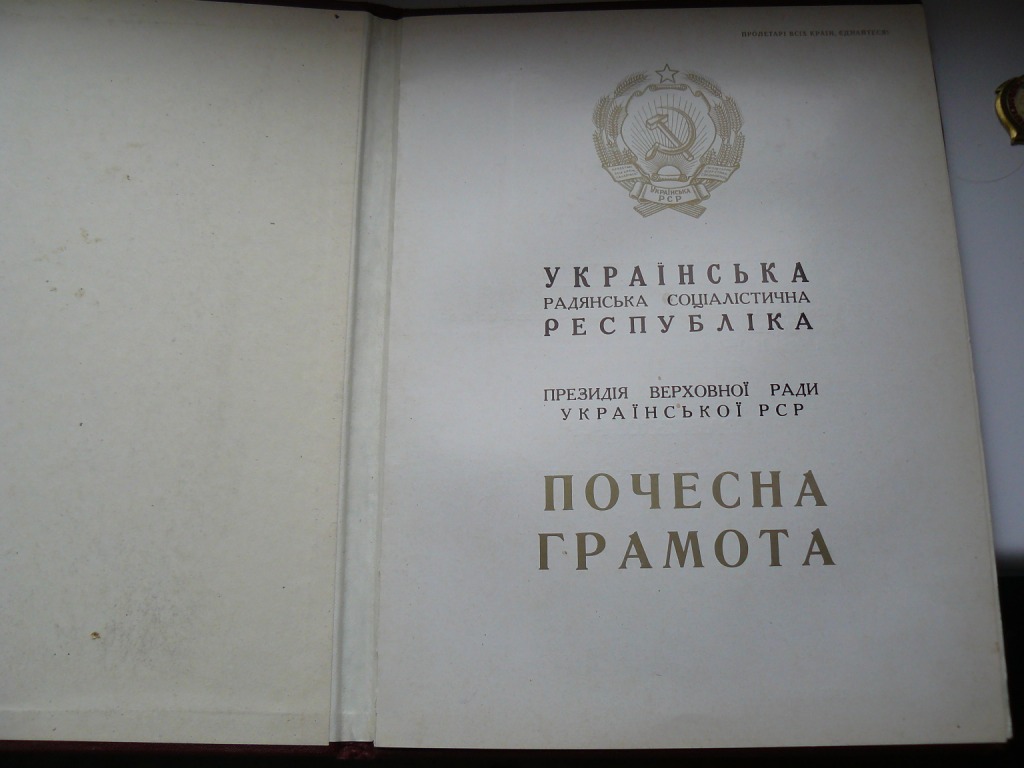 ПРОЛЕТАРІ ВСІХ КРАЇН, ЄДНАЙТЕСЯ!
УКРАЇНСЬКА
РСР
УКРАЇНСЬКА
РАДЯНСЬКА СОЦІАЛІСТИЧНА
РЕСПУБЛІКА
ПРЕЗИДІЯ ВЕРХОВНОЇ РАДИ
УКРАЇНСЬКОЇ РСР
ПОЧЕСНА
ГРАМОТА